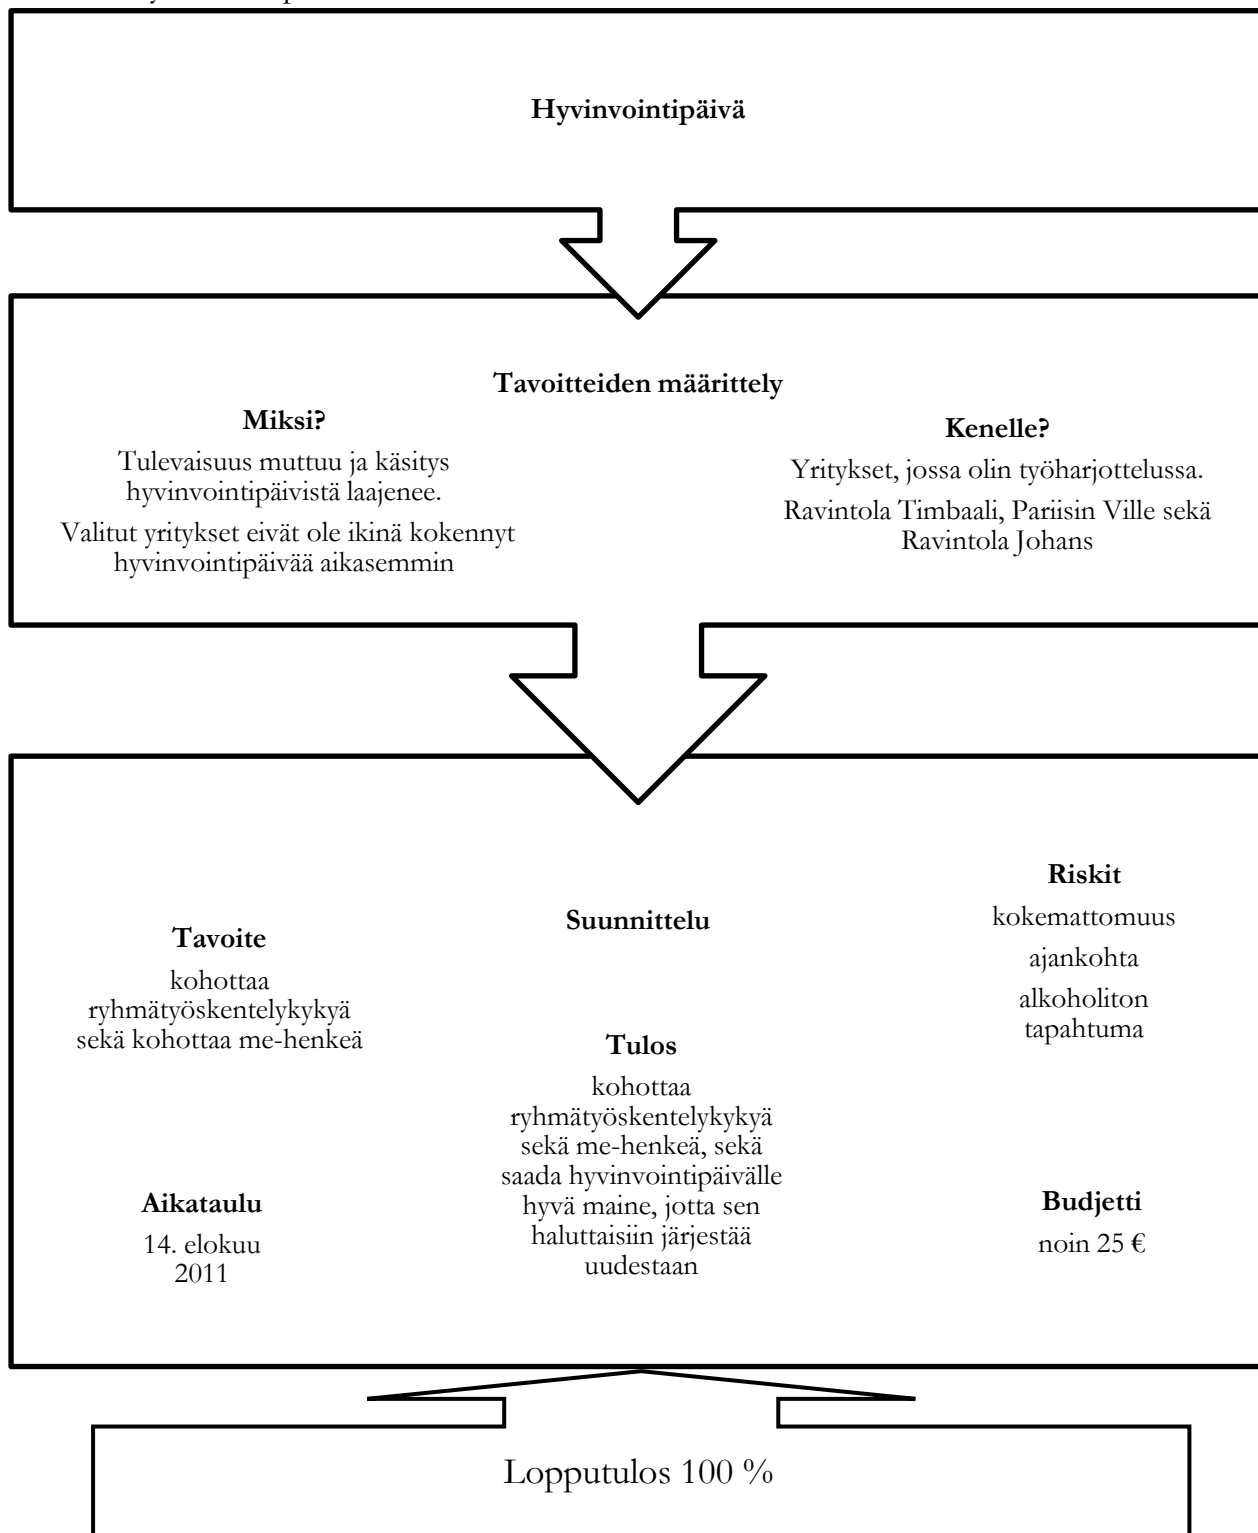 Hyvinvointipäivä
Tavoitteiden määrittely
Miksi?
Tulevaisuus muttuu ja käsitys
hyvinvointipäivistä laajenee.
Valitut yritykset eivät ole ikinä kokennyt
hyvinvointipäivää aikasemmin
Kenelle?
Yritykset, jossa olin työharjottelussa.
Ravintola Timbaali, Pariisin Ville sekä
Ravintola Johans
Suunnittelu
Tavoite
kohottaa
ryhmätyöskentelykykyä
sekä kohottaa me-henkeä
Aikataulu
14. elokuu
2011
Tulos
kohottaa
ryhmätyöskentelykykyä
sekä me-henkeä, sekä
saada hyvinvointipäivälle
hyvä maine, jotta sen
haluttaisiin järjestää
uudestaan
Riskit
kokemattomuus
ajankohta
alkoholiton
tapahtuma
Budjetti
noin 25 €
Lopputulos 100 %